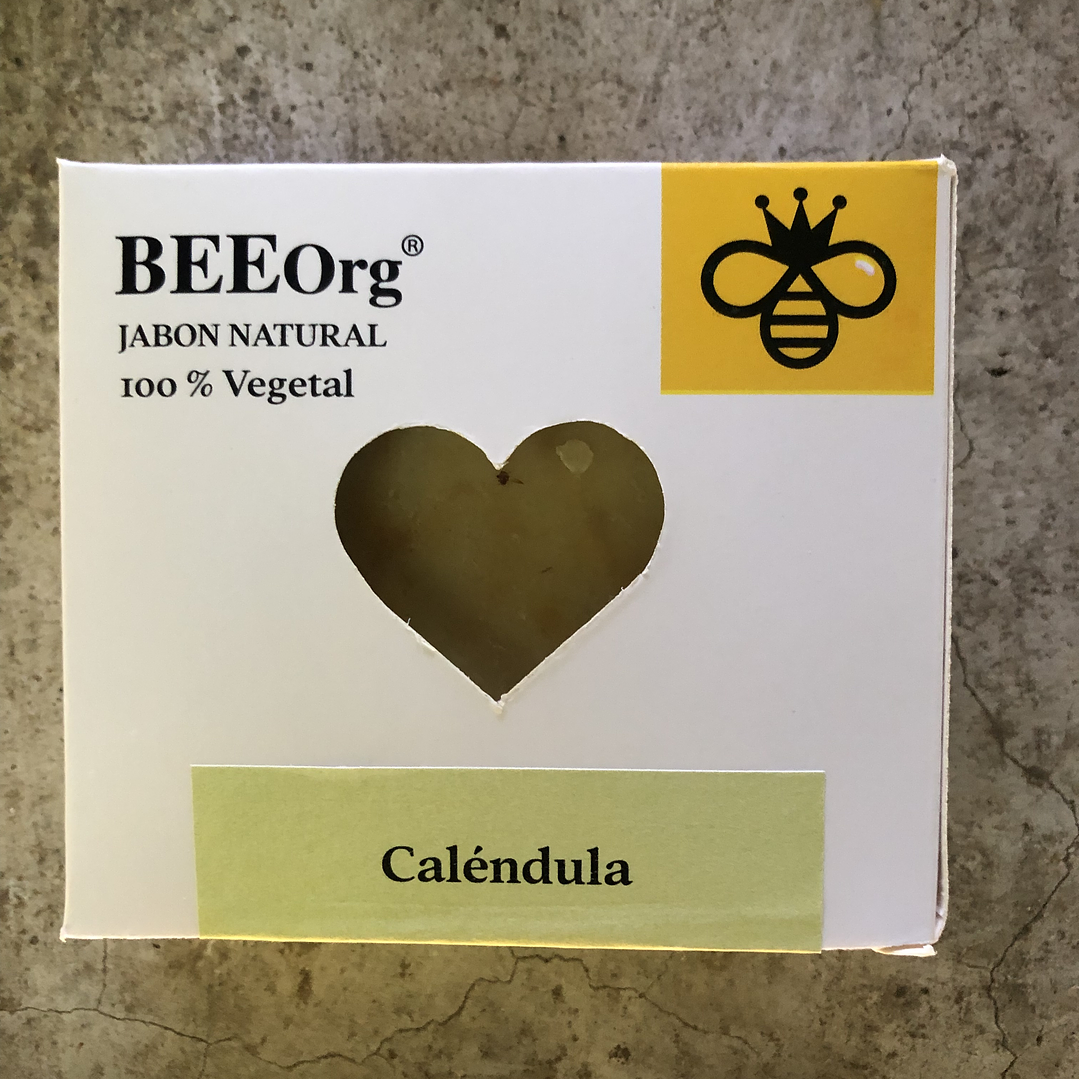 BEEOrg®
JABON NATURAL
100 % Vegetal
Caléndula